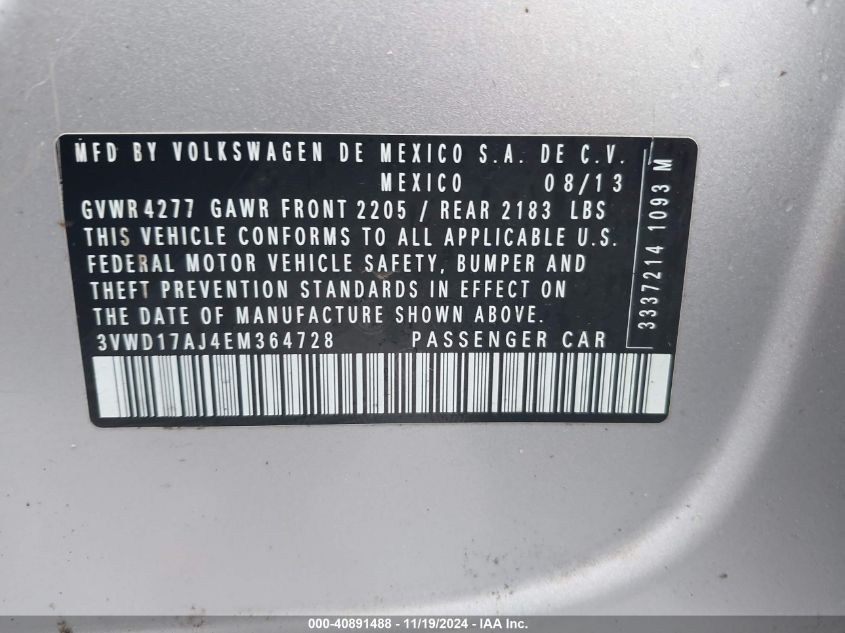 MFD BY VOLKSWAGEN DE MEXICO S.A. DE C.V.
MEXICO 08/13
GVWR 4277 GAWR FRONT 2205 / REAR 2183 LBS
THIS VEHICLE CONFORMS TO ALL APPLICABLE U.S.
FEDERAL MOTOR VEHICLE SAFETY, BUMPER AND
THEFT PREVENTION STANDARDS IN EFFECT ON
THE DATE OF MANUFACTURE SHOWN ABOVE.
3VWD17AJ4EM364728 PASSENGER CAR
3337214 1093 M
000-40891488 - 11/19/2024 - IAA Inc.